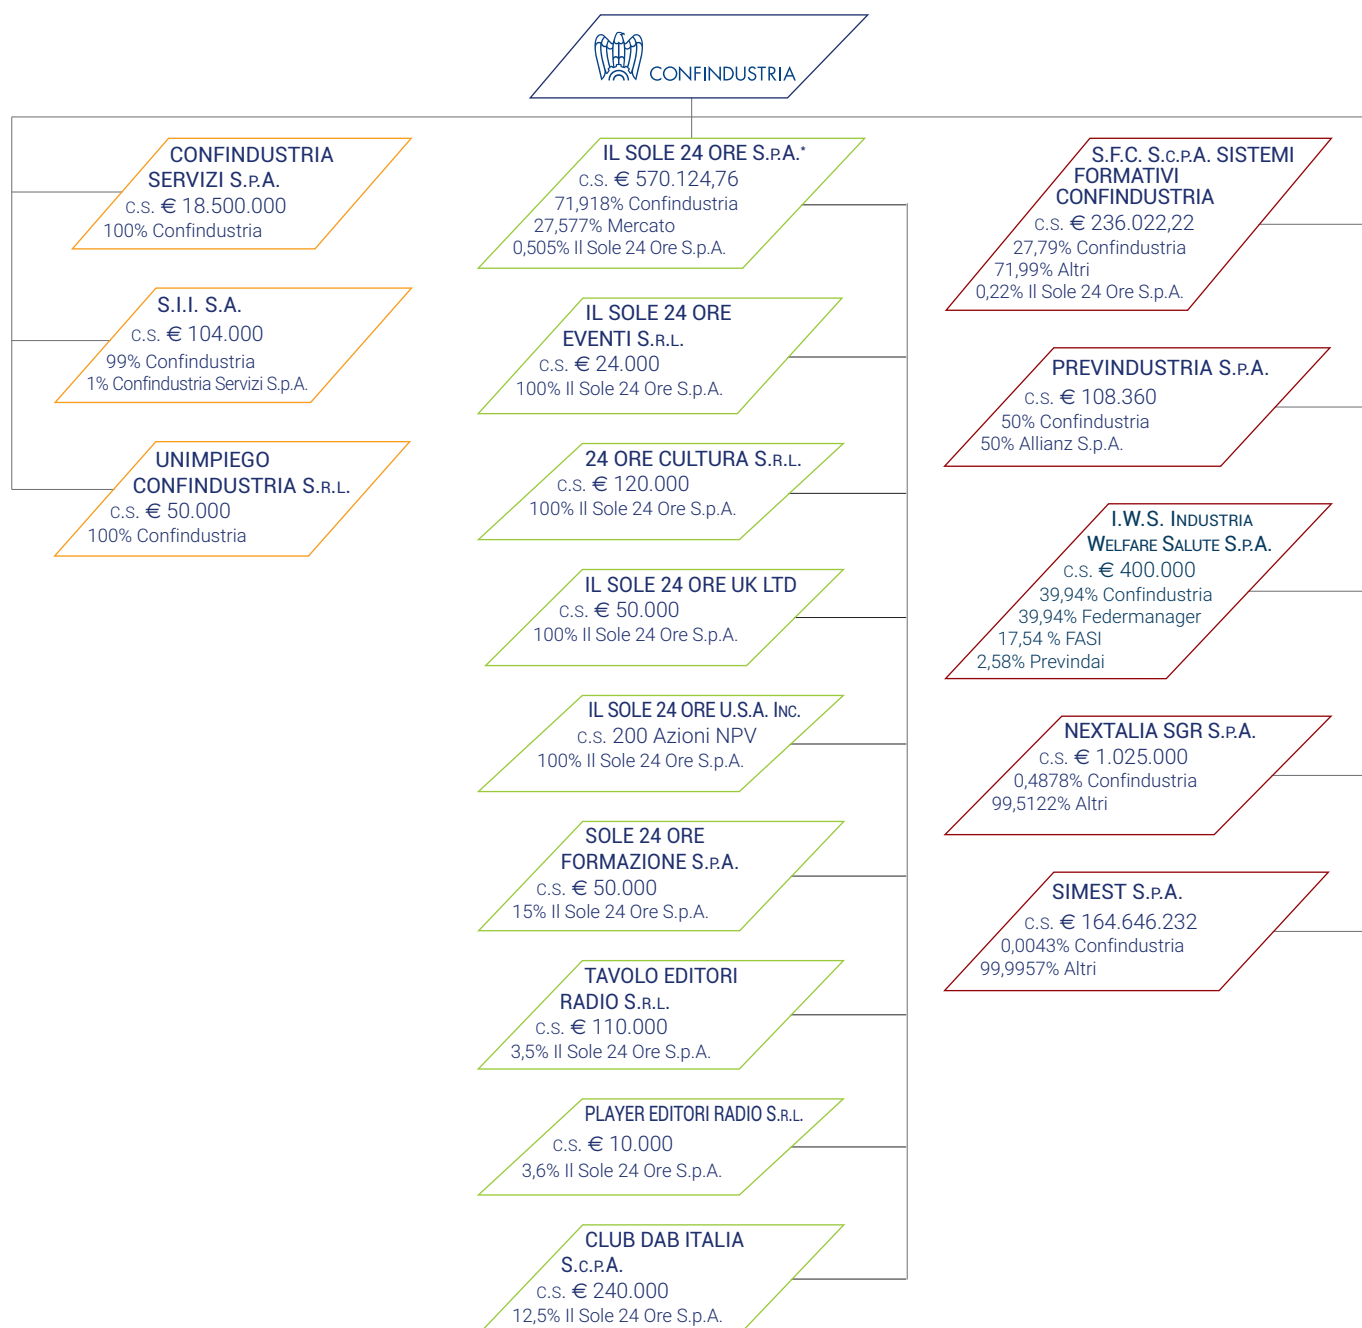 CONFINDUSTRIA
CONFINDUSTRIA
SERVIZI S.P.A.
C.S. € 18.500.000
100% Confindustria
S.I.I. S.A.
C.S. € 104.000
99% Confindustria
1% Confindustria Servizi S.p.A.
UNIMPIEGO
CONFINDUSTRIA S.R.L.
C.S. € 50.000
100% Confindustria
IL SOLE 24 ORE S.P.A.*
C.S. € 570.124,76
71,918% Confindustria
27,577% Mercato
0,505% Il Sole 24 Ore S.p.A.
IL SOLE 24 ORE
EVENTI S.R.L.
C.S. € 24.000
100% Il Sole 24 Ore S.p.A.
24 ORE CULTURA S.R.L.
C.S. € 120.000
100% Il Sole 24 Ore S.p.A.
IL SOLE 24 ORE UK LTD
C.S. € 50.000
100% Il Sole 24 Ore S.p.A.
IL SOLE 24 ORE U.S.A. INC.
C.S. 200 Azioni NPV
100% Il Sole 24 Ore S.p.A.
SOLE 24 ORE
FORMAZIONE S.P.A.
C.S. € 50.000
15% Il Sole 24 Ore S.p.A.
TAVOLO EDITORI
RADIO S.R.L.
C.S. € 110.000
3,5% Il Sole 24 Ore S.p.A.
PLAYER EDITORI RADIO S.R.L.
C.S. € 10.000
3,6% Il Sole 24 Ore S.p.A.
CLUB DAB ITALIA
S.C.P.A.
C.S. € 240.000
12,5% Il Sole 24 Ore S.p.A.
S.F.C. S.C.P.A. SISTEMI
FORMATIVI
CONFINDUSTRIA
C.S. € 236.022,22
27,79% Confindustria
71,99% Altri
0,22% Il Sole 24 Ore S.p.A.
PREVINDUSTRIA S.P.A.
C.S. € 108.360
50% Confindustria
50% Allianz S.p.A.
I.W.S. INDUSTRIA
WELFARE SALUTE S.P.A.
C.S. € 400.000
39,94% Confindustria
39,94% Federmanager
17,54 % FASI
2,58% Previndai
NEXTALIA SGR S.P.A.
C.S. € 1.025.000
0,4878% Confindustria
99,5122% Altri
SIMEST S.P.A.
C.S. € 164.646.232
0,0043% Confindustria
99,9957% Altri